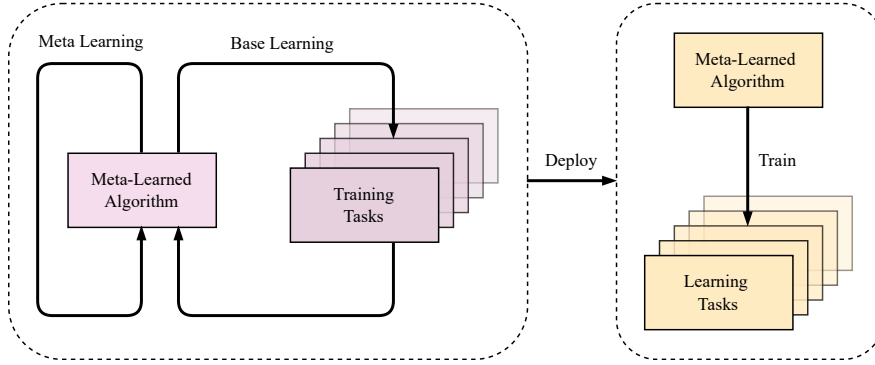 Meta Learning
Base Learning
Meta-Learned
Algorithm
Training
Tasks
Deploy
Meta-Learned
Algorithm
Train
Learning
Tasks